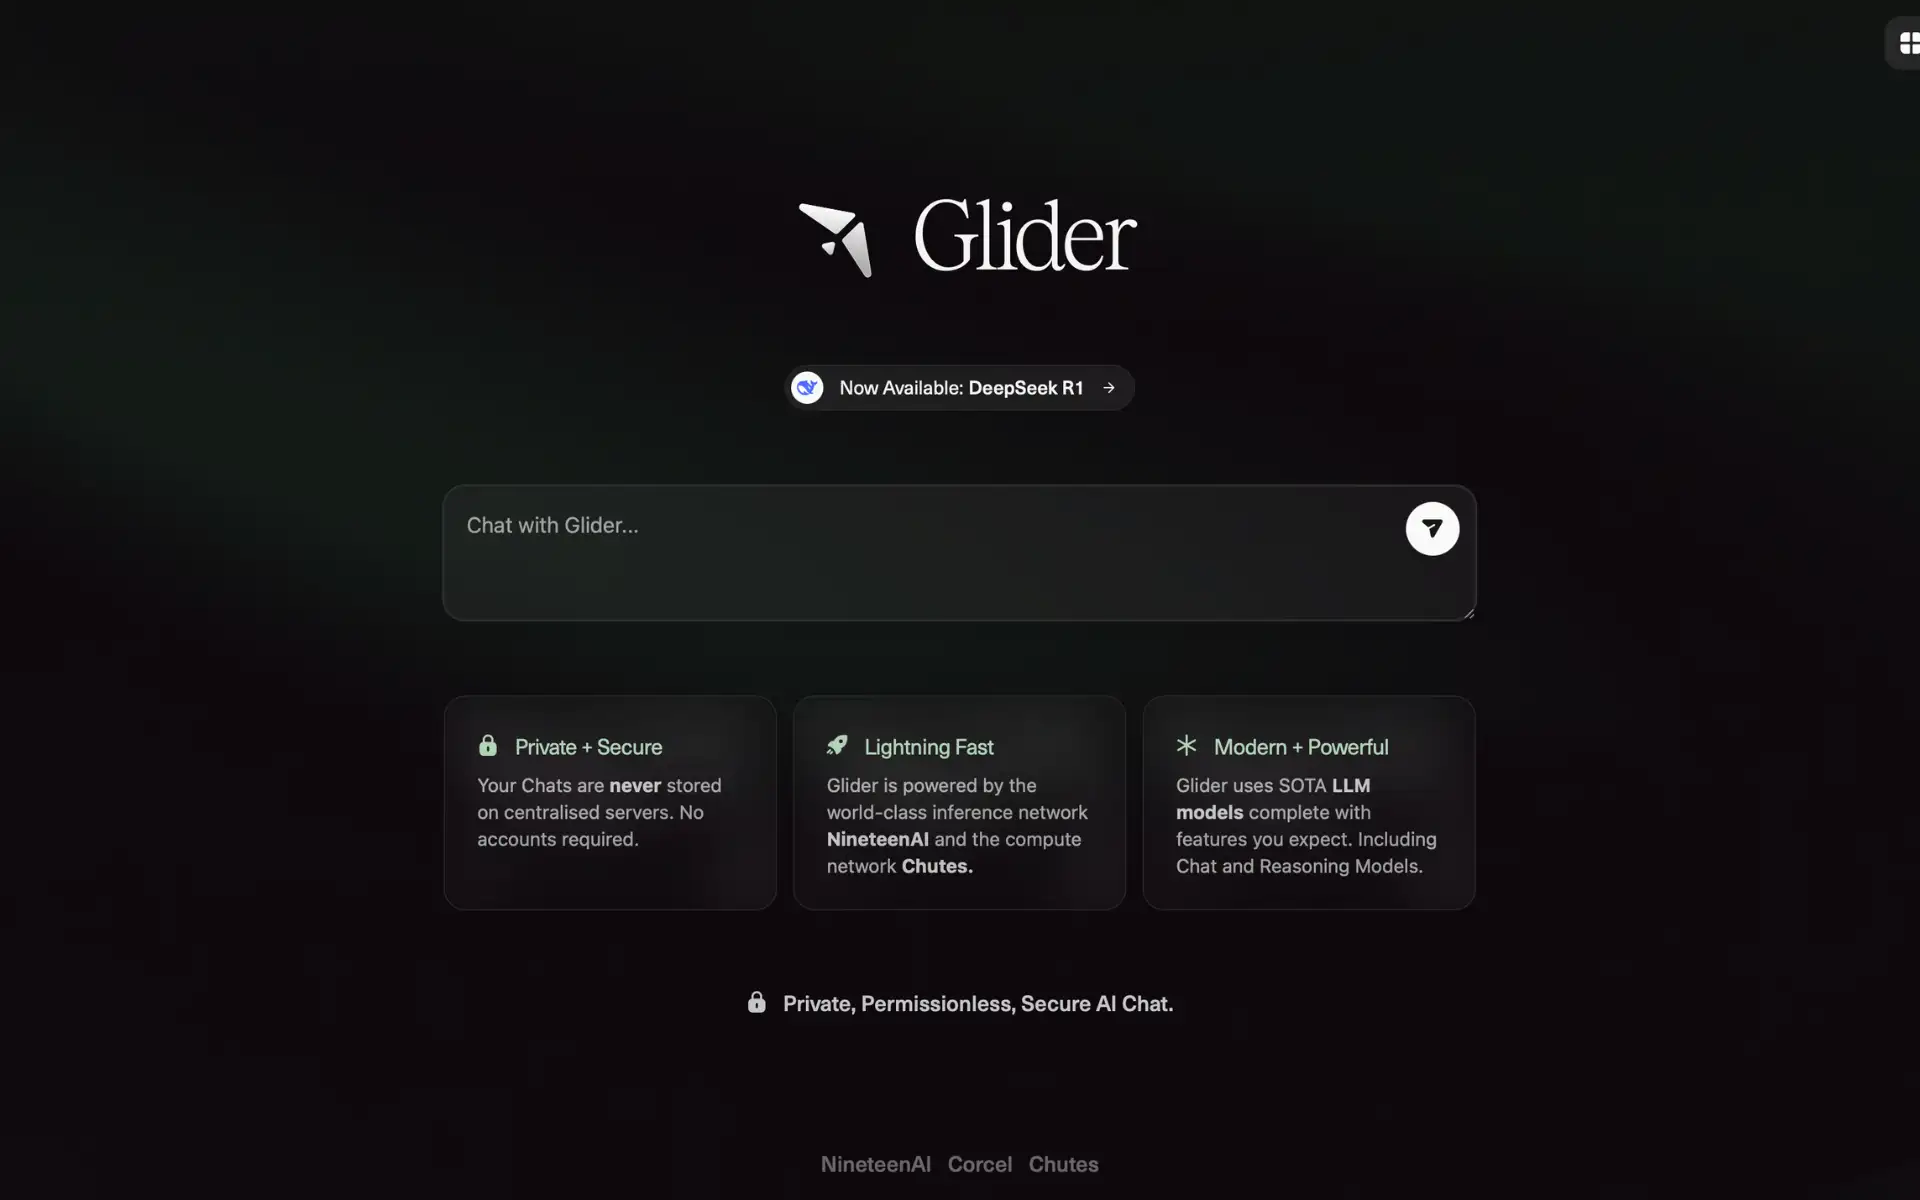 Glider
Now Available: DeepSeek R1 →
Chat with Glider...
Private + Secure
Your Chats are never stored
on centralised servers. No
accounts required.
Lightning Fast
Glider is powered by the
world-class inference network
NineteenAI and the compute
network Chutes.
Modern + Powerful
Glider uses SOTA LLM
models complete with
features you expect. Including
Chat and Reasoning Models.
Private, Permissionless, Secure AI Chat.
NineteenAI Corcel Chutes